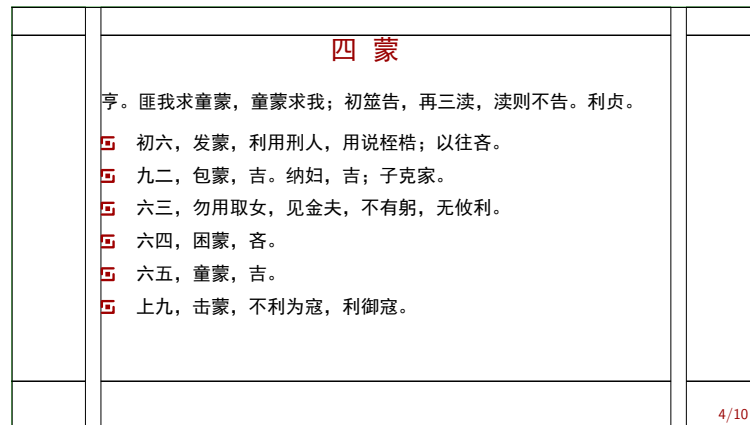 四 蒙
亨。匪我求童蒙，童蒙求我；初筮告，再三渎，渎则不告。利贞。
初六，发蒙，利用刑人，用说桎梏；以往吝。
九二，包蒙，吉。纳妇，吉；子克家。
六三，勿用取女，见金夫，不有躬，无攸利。
六四，困蒙，吝。
六五，童蒙，吉。
上九，击蒙，不利为寇，利御寇。
4/10